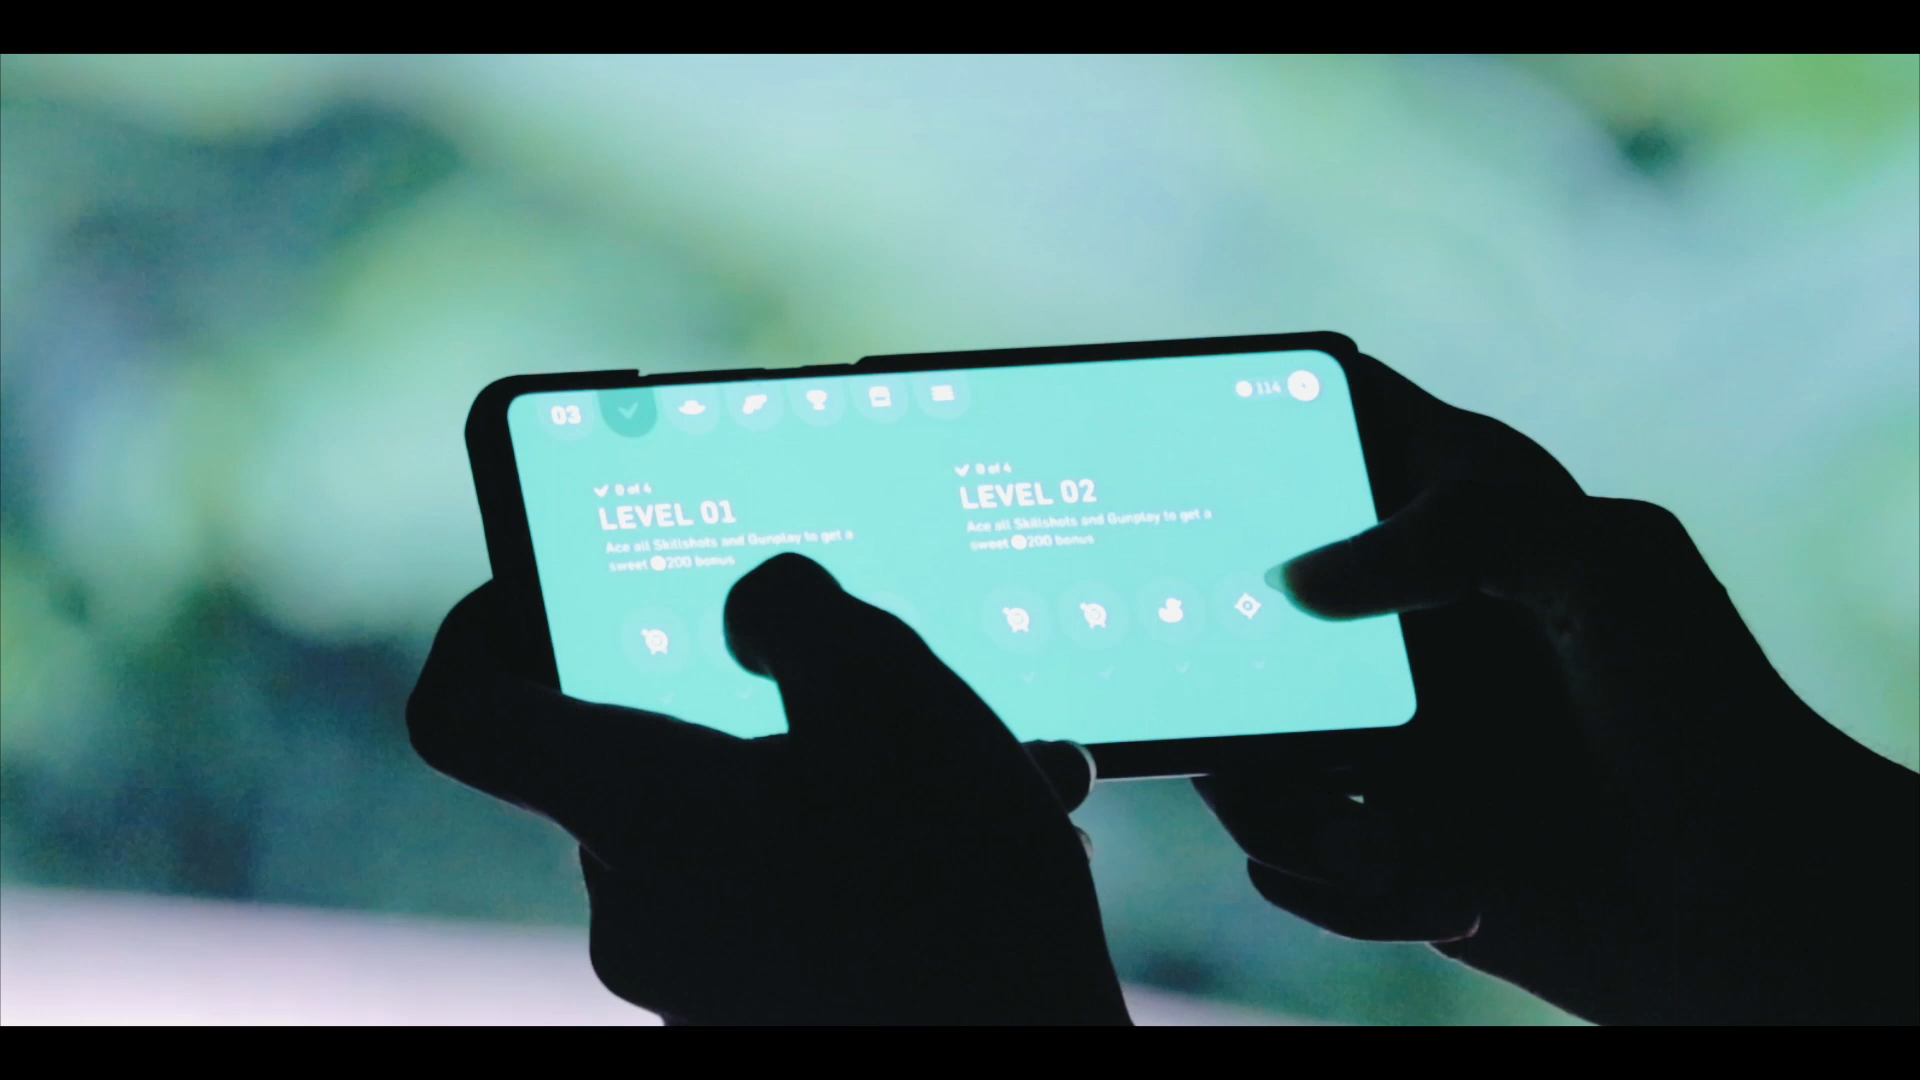 03
114
0 of 4
LEVEL 01
Ace all Skillshots and Gunplay to get a
sweet 200 bonus
0 of 4
LEVEL 02
Ace all Skillshots and Gunplay to get a
sweet 200 bonus